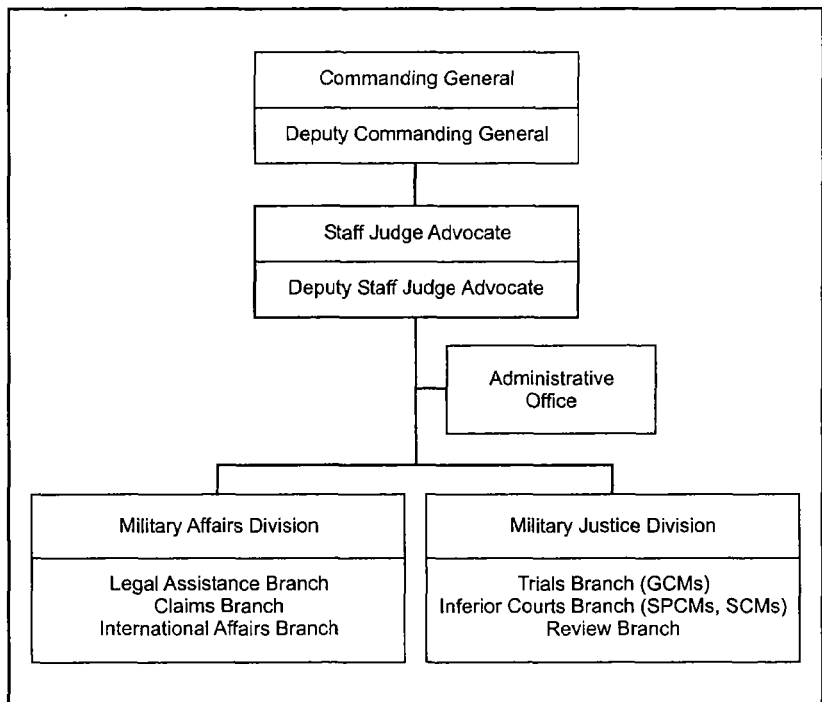 Commanding General
Deputy Commanding General
Staff Judge Advocate
Deputy Staff Judge Advocate
Administrative
Office
Military Affairs Division
Legal Assistance Branch
Claims Branch
International Affairs Branch
Military Justice Division
Trials Branch (GCMs)
Inferior Courts Branch (SPCMs, SCMs)
Review Branch